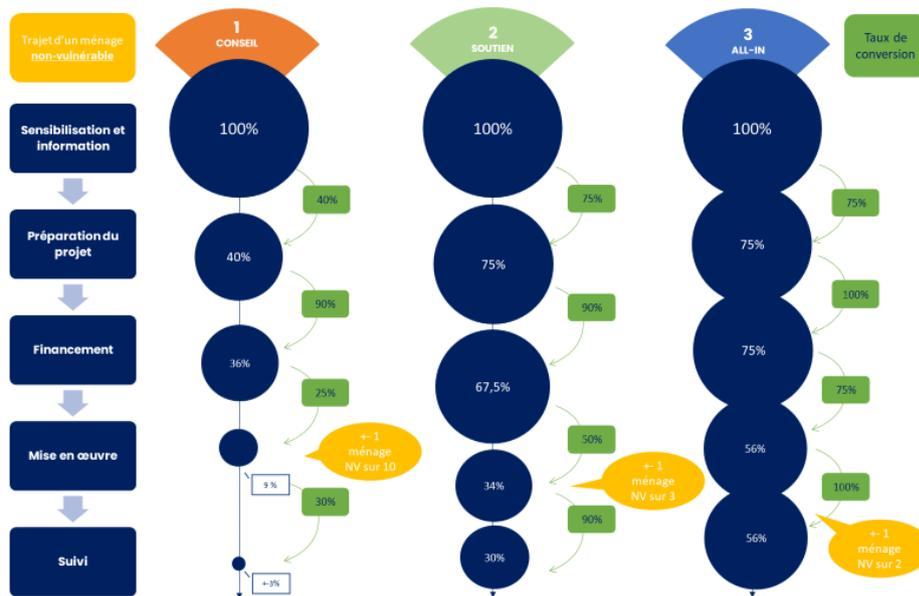 Trajet d'un ménage
non-vulnérable
1
CONSEIL
2
SOUTIEN
3
ALL-IN
Taux de
conversion
Sensibilisation et
information
100%
100%
100%
40%
75%
75%
Préparation du
projet
40%
75%
75%
90%
90%
100%
Financement
36%
67,5%
75%
25%
50%
75%
Mise en œuvre
+- 1
ménage
NV sur 10
9 %
34%
+- 1
ménage
NV sur 3
56%
30%
90%
100%
Suivi
+-3%
30%
56%
+- 1
ménage
NV sur 2